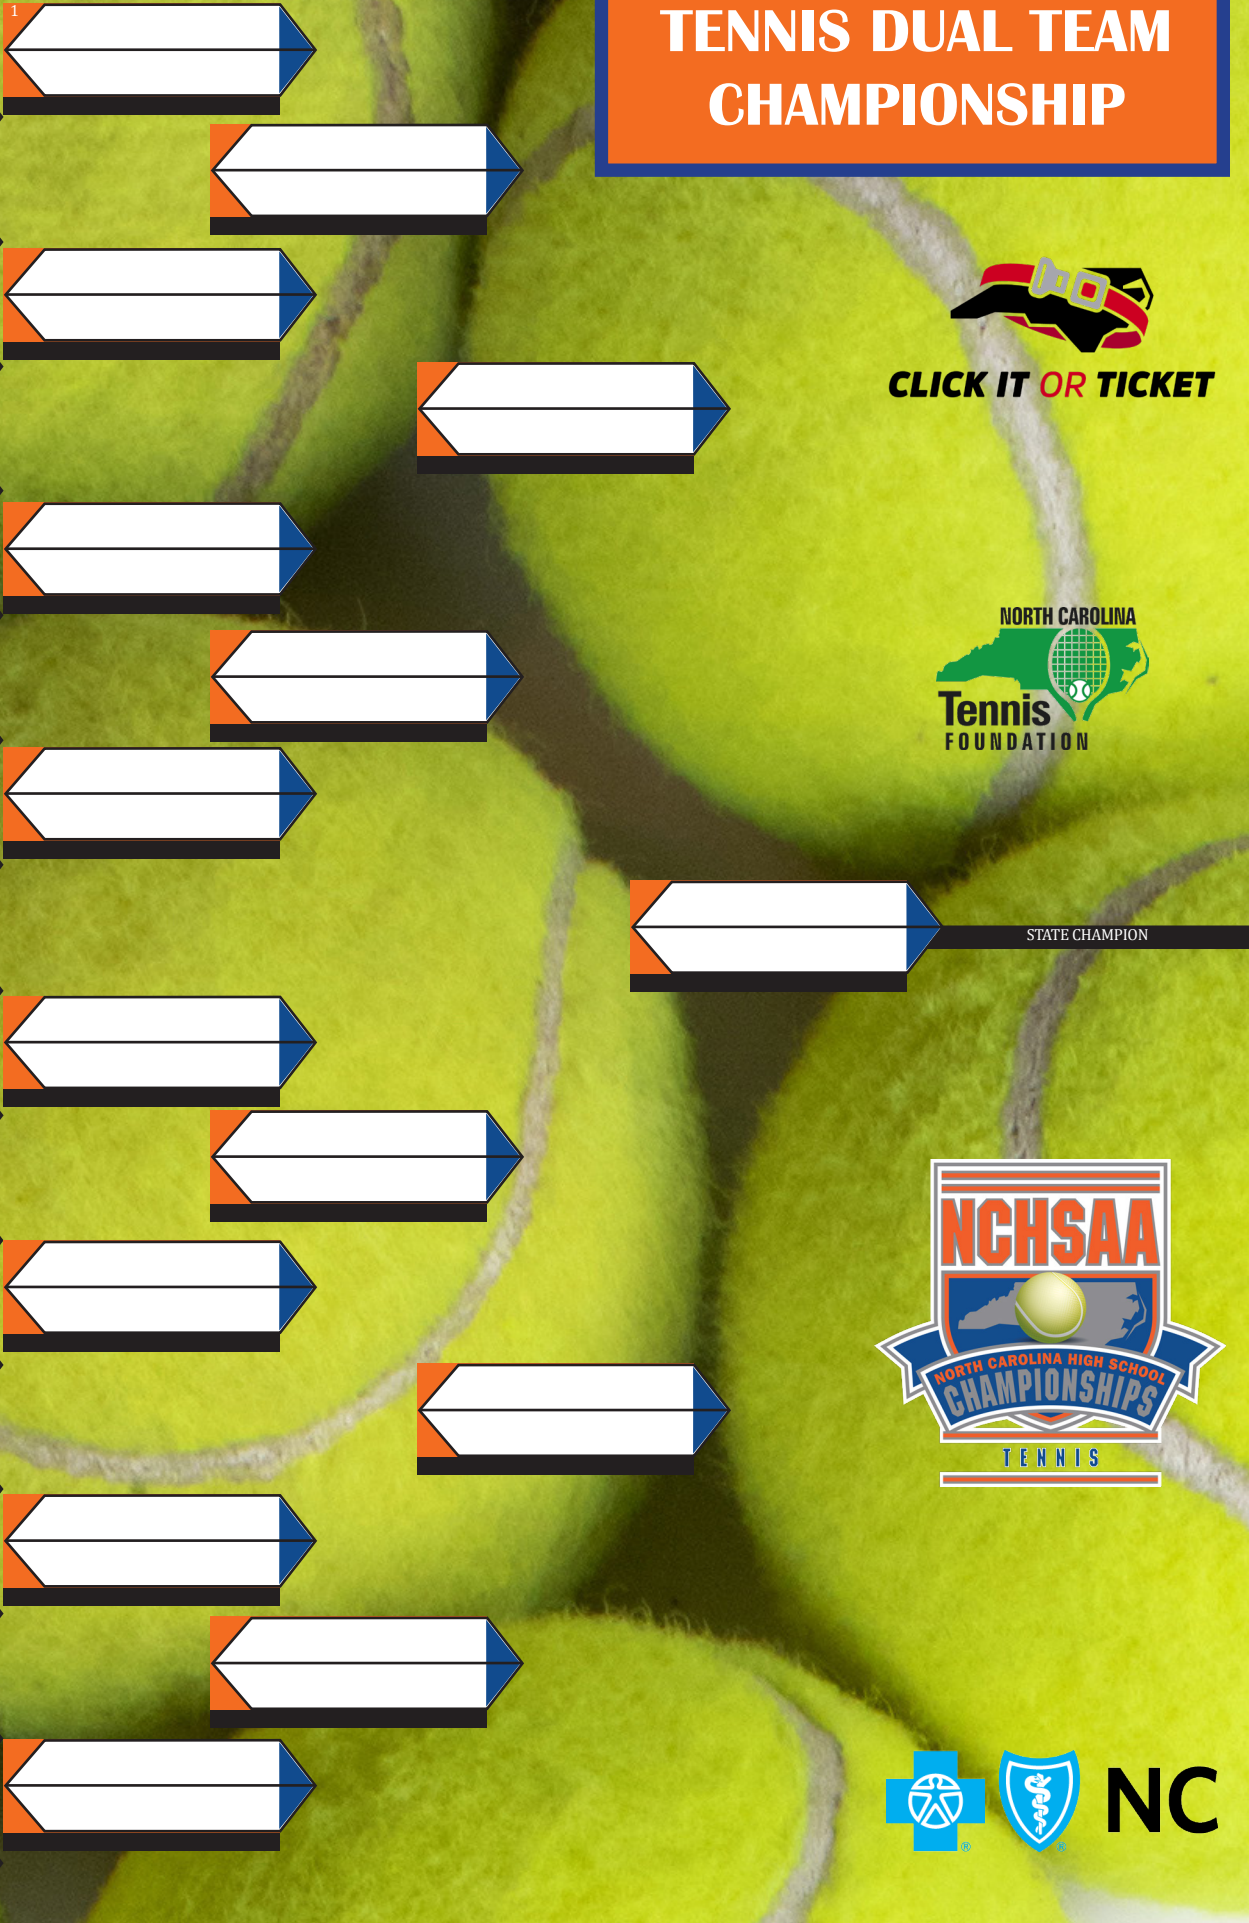 1
TENNIS DUAL TEAM
CHAMPIONSHIP
CLICK IT OR TICKET
NORTH CAROLINA
Tennis
FOUNDATION
STATE CHAMPION
NCHSAA
NORTH CAROLINA HIGH SCHOOL
CHAMPIONSHIPS
TENNIS
® ® NC